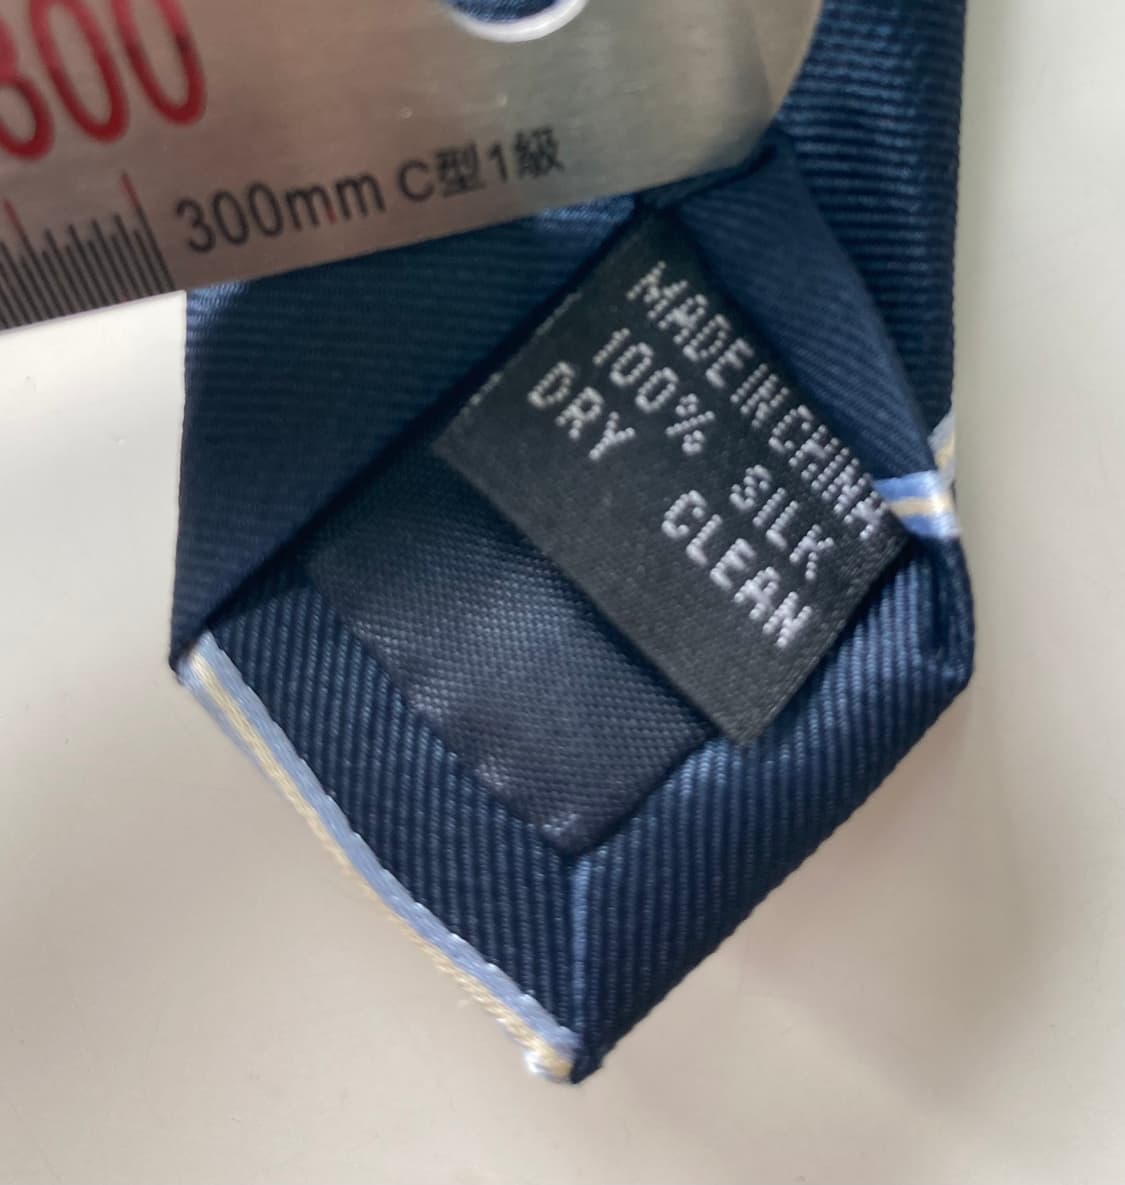 300
300mm C型1級
MADE IN CHINA
100% SILK
DRY CLEAN